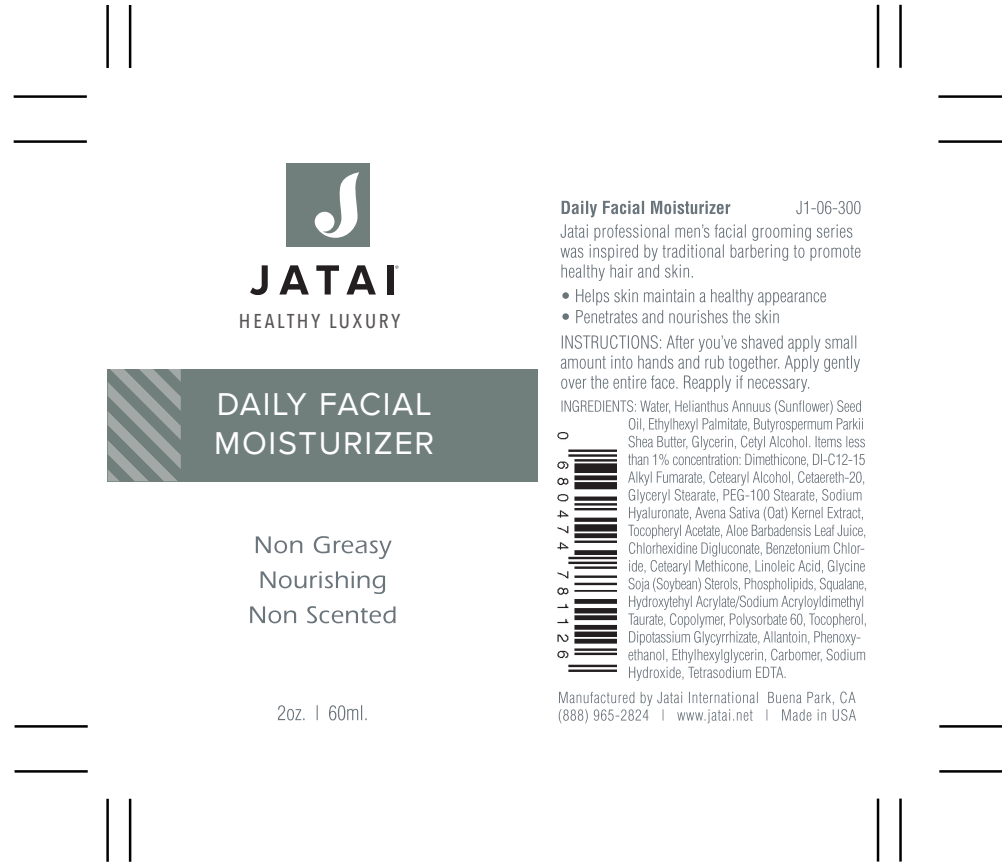 J
JATAI®
HEALTHY LUXURY
DAILY FACIAL
MOISTURIZER
Non Greasy
Nourishing
Non Scented
2oz. | 60ml.
Daily Facial Moisturizer J1-06-300
Jatai professional men's facial grooming series
was inspired by traditional barbering to promote
healthy hair and skin.
• Helps skin maintain a healthy appearance
• Penetrates and nourishes the skin
INSTRUCTIONS: After you've shaved apply small
amount into hands and rub together. Apply gently
over the entire face. Reapply if necessary.
INGREDIENTS: Water, Helianthus Annuus (Sunflower) Seed
Oil, Ethylhexyl Palmitate, Butyrospermum Parkii
Shea Butter, Glycerin, Cetyl Alcohol. Items less
than 1% concentration: Dimethicone, DI-C12-15
Alkyl Fumarate, Cetearyl Alcohol, Cetaereth-20,
Glyceryl Stearate, PEG-100 Stearate, Sodium
Hyaluronate, Avena Sativa (Oat) Kernel Extract,
Tocopheryl Acetate, Aloe Barbadensis Leaf Juice,
Chlorhexidine Digluconate, Benzetonium Chlor-
ide, Cetearyl Methicone, Linoleic Acid, Glycine
Soja (Soybean) Sterols, Phospholipids, Squalane,
Hydroxytehyl Acrylate/Sodium Acryloyldimethyl
Taurate, Copolymer, Polysorbate 60, Tocopherol,
Dipotassium Glycyrrhizate, Allantoin, Phenoxy-
ethanol, Ethylhexylglycerin, Carbomer, Sodium
Hydroxide, Tetrasodium EDTA.
0 68047478112 6
Manufactured by Jatai International Buena Park, CA
(888) 965-2824 | www.jatai.net | Made in USA